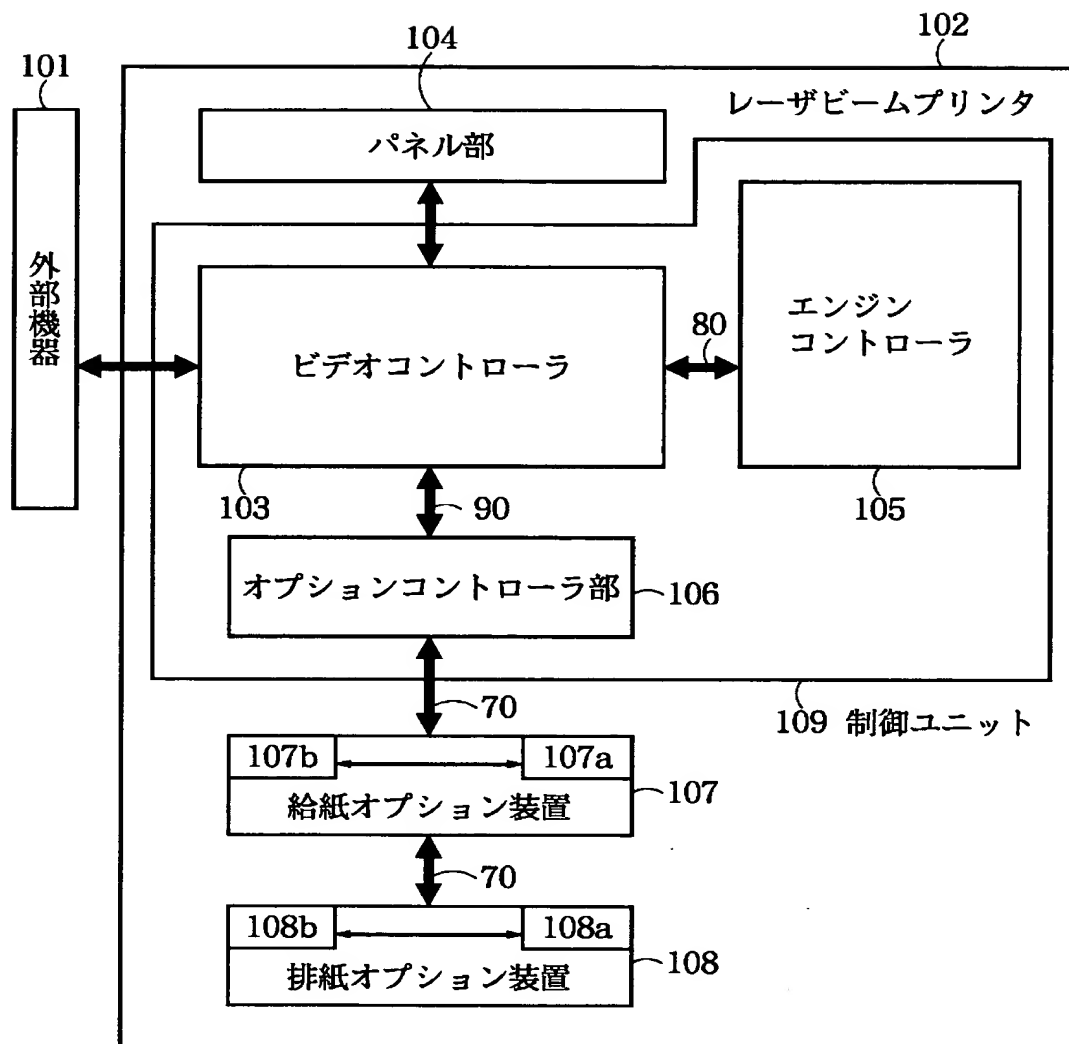 101
104
102
レーザビームプリンタ
パネル部
外部機器
ビデオコントローラ
80
エンジン
コントローラ
103
90
105
オプションコントローラ部
106
70
109 制御ユニット
107b
107a
給紙オプション装置
107
70
108b
108a
排紙オプション装置
108